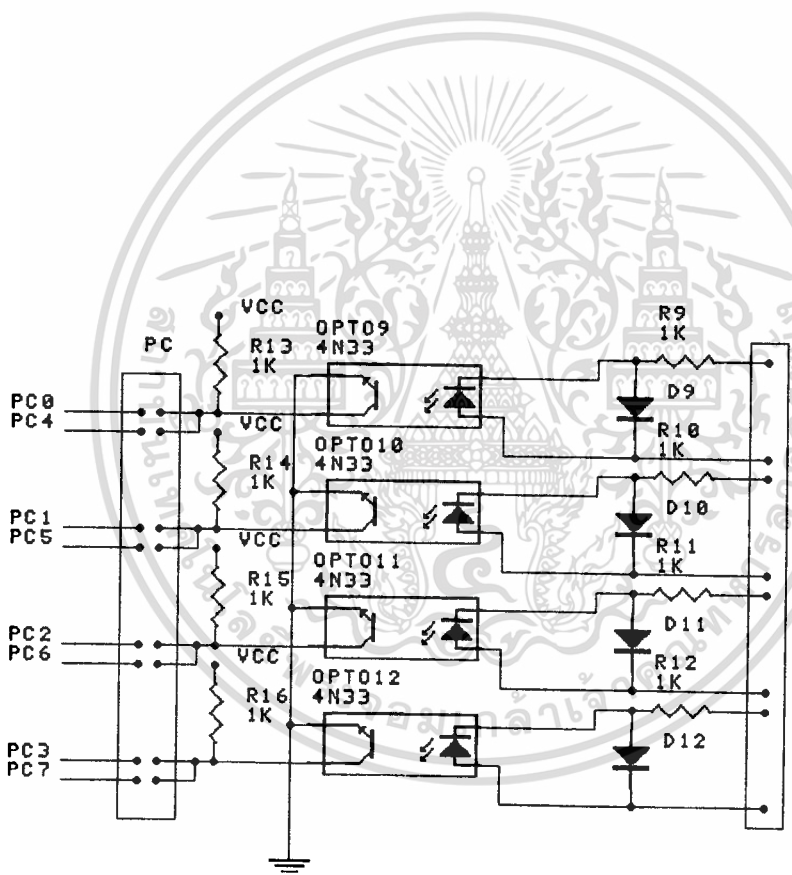 VCC
PC
R13
1K
OPTO9
4N33
R9
1K
D9
PC0
PC4
VCC
R14
1K
OPTO10
4N33
R10
1K
D10
PC1
PC5
VCC
R15
1K
OPTO11
4N33
R11
1K
D11
PC2
PC6
VCC
R16
1K
OPTO12
4N33
R12
1K
D12
PC3
PC7